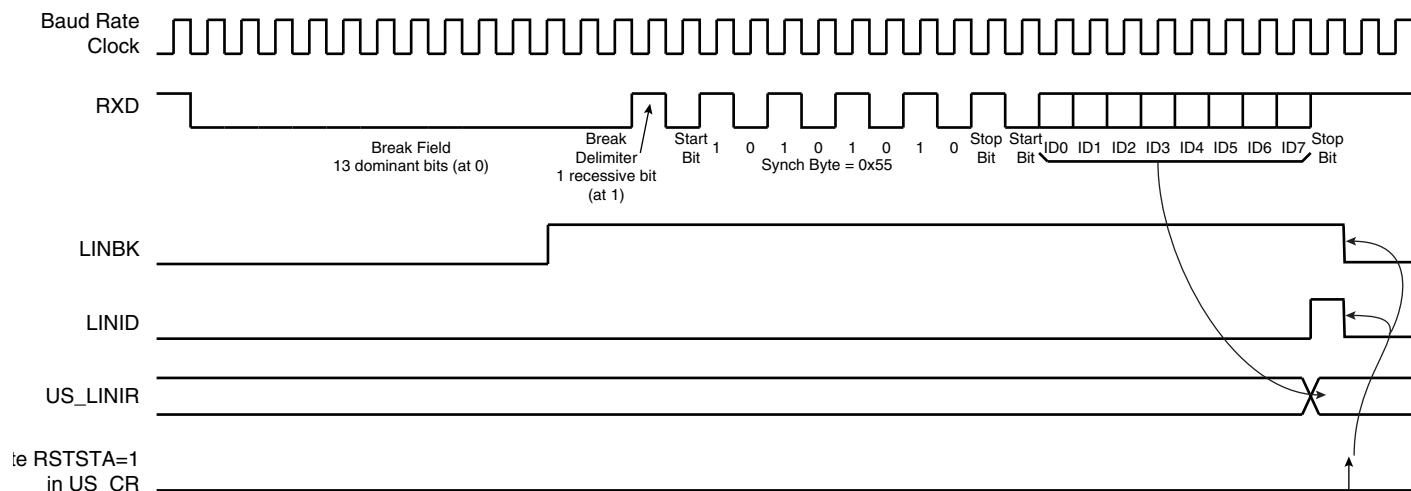 Baud Rate
Clock
RXD
Break Field
13 dominant bits (at 0)
Break
Delimiter
1 recessive bit
(at 1)
Start
Bit
1 0 1 0 1 0 1 0
Synch Byte = 0x55
Stop
Bit
Start
Bit
ID0 ID1 ID2 ID3 ID4 ID5 ID6 ID7
Stop
Bit
LINBK
LINID
US_LINIR
te RSTSTA=1
in US_CR